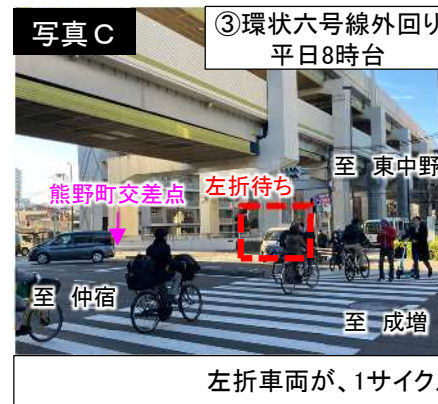 写真C
③環状六号線外回り
平日8時台
至 東中野
熊野町交差点
左折待ち
至 仲宿
至 成増
左折車両が、1サイク